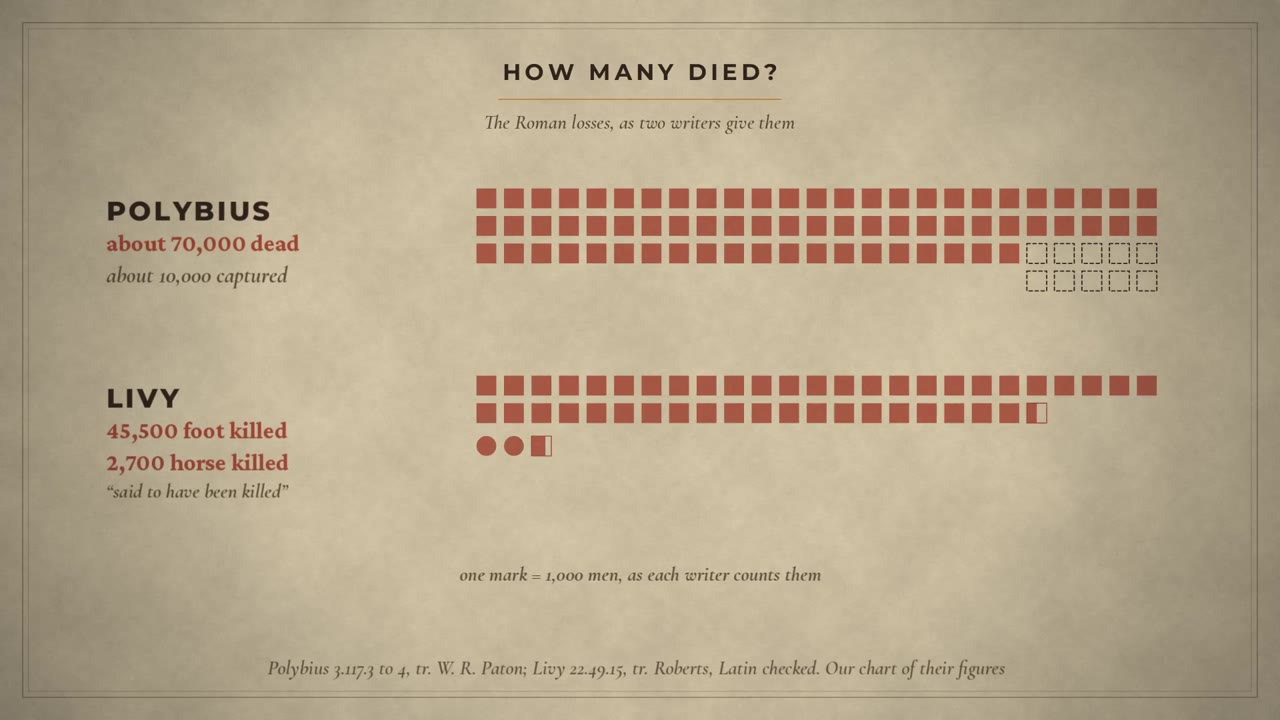 HOW MANY DIED?
The Roman losses, as two writers give them
POLYBIUS
about 70,000 dead
about 10,000 captured
LIVY
45,500 foot killed
2,700 horse killed
“said to have been killed”
one mark = 1,000 men, as each writer counts them
Polybius 3.117.3 to 4, tr. W. R. Paton; Livy 22.49.15, tr. Roberts, Latin checked. Our chart of their figures